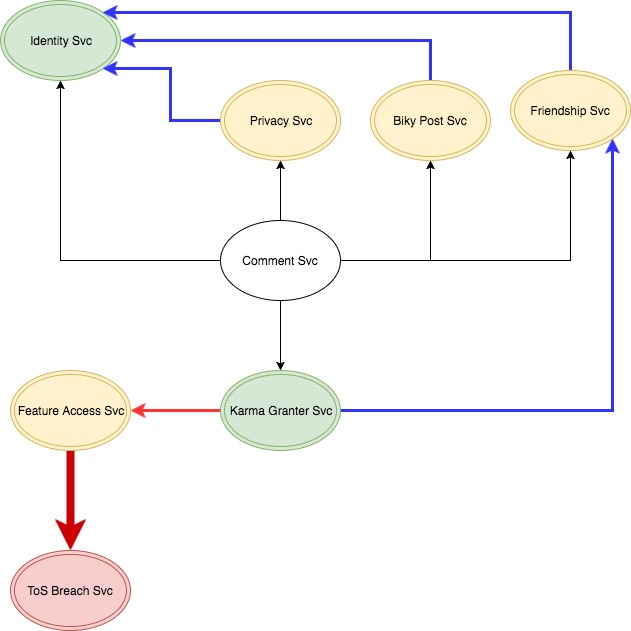 Identity Svc
Privacy Svc
Biky Post Svc
Friendship Svc
Comment Svc
Feature Access Svc
Karma Granter Svc
ToS Breach Svc